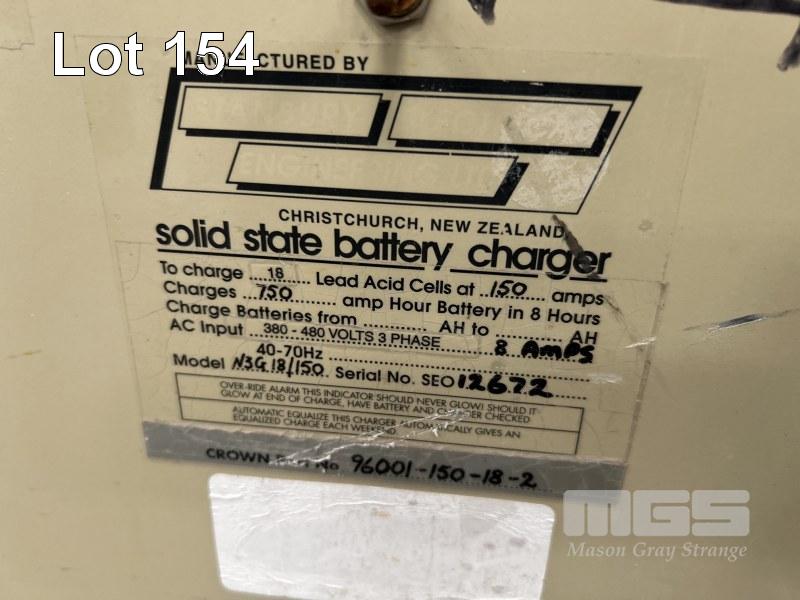 Lot 154
MANUFACTURED BY
CHRISTCHURCH, NEW ZEALAND
solid state battery charger
To charge ..18...... Lead Acid Cells at ..150..... amps
Charges ..750........ amp Hour Battery in 8 Hours
Charge Batteries from ............ AH to ............ AH
AC Input ..380 - 480 VOLTS 3 PHASE 8 AMPS
40-70Hz
Model N3G18/150. Serial No. SEO 12672
OVER-RIDE ALARM THIS INDICATOR SHOULD NEVER GLOW! SHOULD IT
GLOW AT END OF CHARGE, HAVE BATTERY AND CHARGER CHECKED
AUTOMATIC EQUALIZE THIS CHARGER AUTOMATICALLY GIVES AN
EQUALIZED CHARGE EACH WEEKEND
CROWN PART No 96001-150-18-2
MGS
Mason Gray Strange